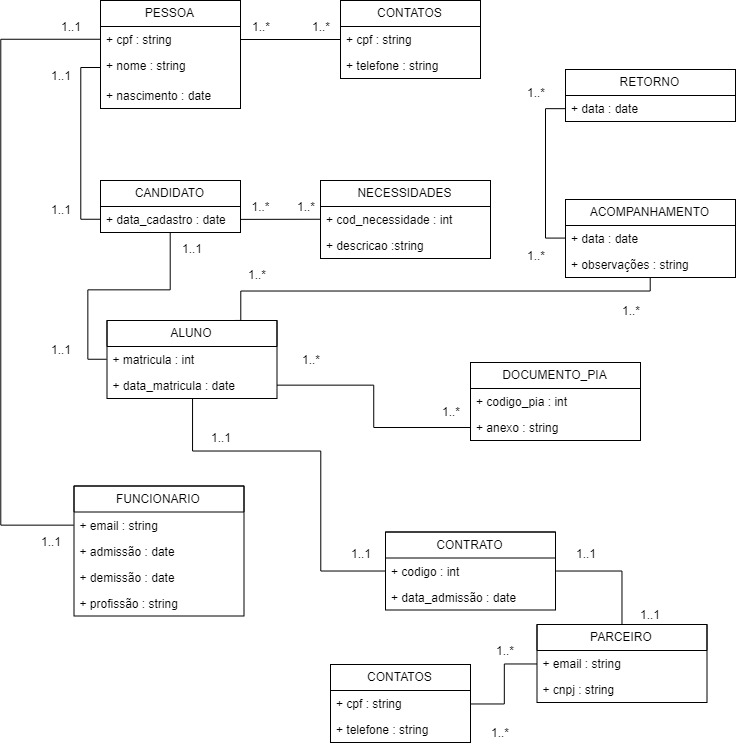 PESSOA
+ cpf : string
+ nome : string
+ nascimento : date
1..1
1..1
1..*
1..*
CONTATOS
+ cpf : string
+ telefone : string
RETORNO
+ data : date
1..*
1..*
ACOMPANHAMENTO
+ data : date
+ observações : string
1..*
CANDIDATO
+ data_cadastro : date
1..1
1..1
1..*
1..*
NECESSIDADES
+ cod_necessidade : int
+ descricao :string
1..*
ALUNO
+ matricula : int
+ data_matricula : date
1..1
1..*
1..1
DOCUMENTO_PIA
+ codigo_pia : int
+ anexo : string
1..*
FUNCIONARIO
+ email : string
+ admissão : date
+ demissão : date
+ profissão : string
1..1
CONTRATO
+ codigo : int
+ data_admissão : date
1..1
1..1
1..1
PARCEIRO
+ email : string
+ cnpj : string
1..*
CONTATOS
+ cpf : string
+ telefone : string
1..*